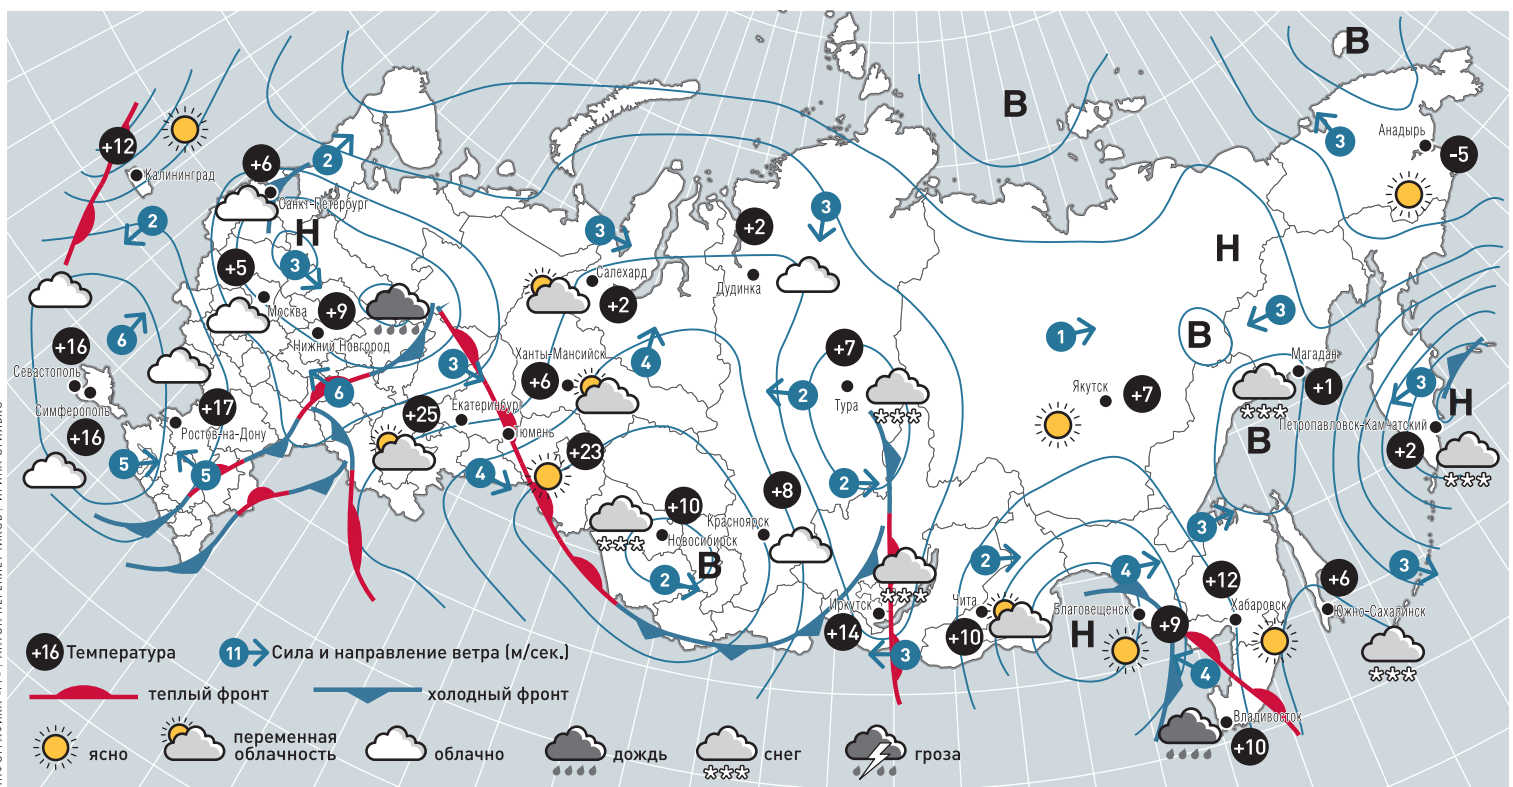 В
В
Анадырь
-5
3
+12
+6
2
Калининград
Санкт-Петербург
2
Н
3
+5
+9
Москва
Нижний Новгород
3
Салехард
+2
+2
Дудинка
3
Н
В
3
1
6
+16
Севастополь
Симферополь
+16
+17
Ростов-на-Дону
5
5
6
3
+25
Екатеринбург
Тюмень
4
+23
Ханты-Мансийск
+6
4
+7
Тура
2
2
+8
+10
Красноярск
Новосибирск
В
2
Якутск
+7
Магадан
+1
В
3
Н
Петропавловск-Камчатский
+2
3
3
Иркутск
+14
3
2
Чита
+10
4
Благовещенск
Н
+9
+12
Хабаровск
4
+6
Южно-Сахалинск
Владивосток
+10
+16 Температура
11 Сила и направление ветра (м/сек.)
теплый фронт
холодный фронт
ясно
переменная
облачность
облачно
дождь
снег
гроза